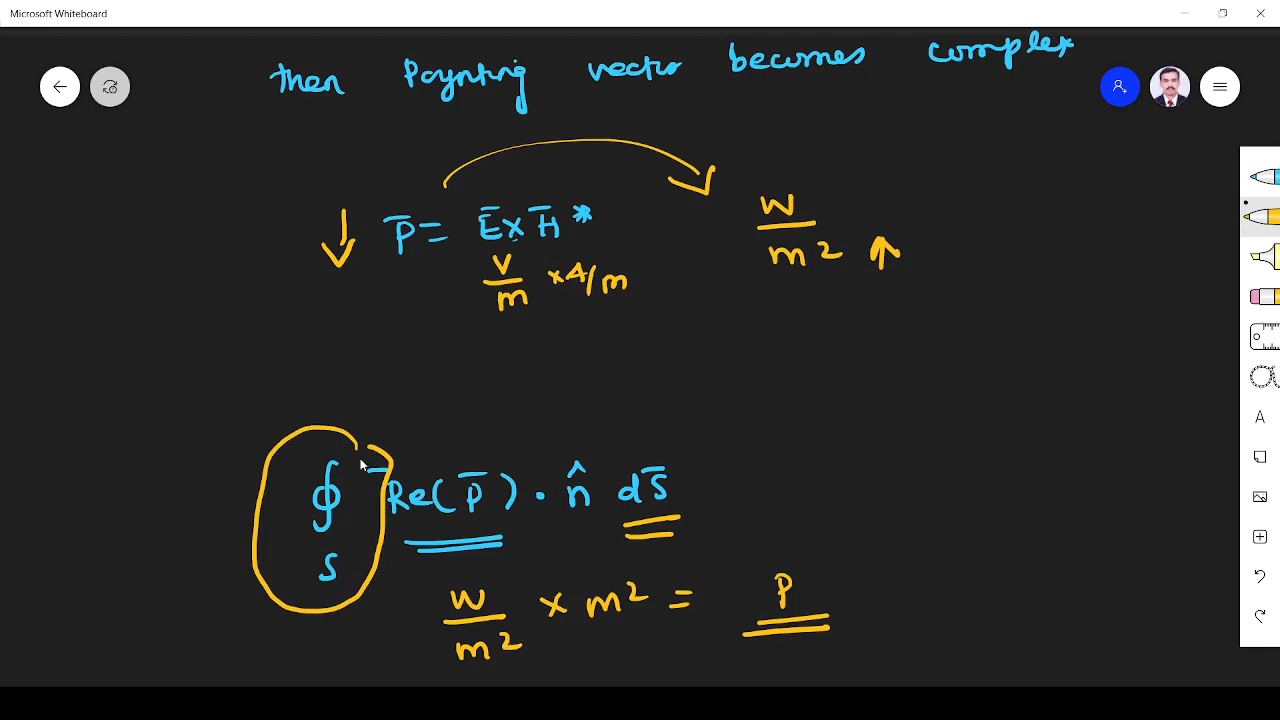 Microsoft Whiteboard
then Poynting vector becomes complex
P̅ = E̅ x H̅ *
W
m2
V
m
x A/m
∮ Re( P̅ ) . n̂ dS̅
S
W
m2
x m2 = P
A